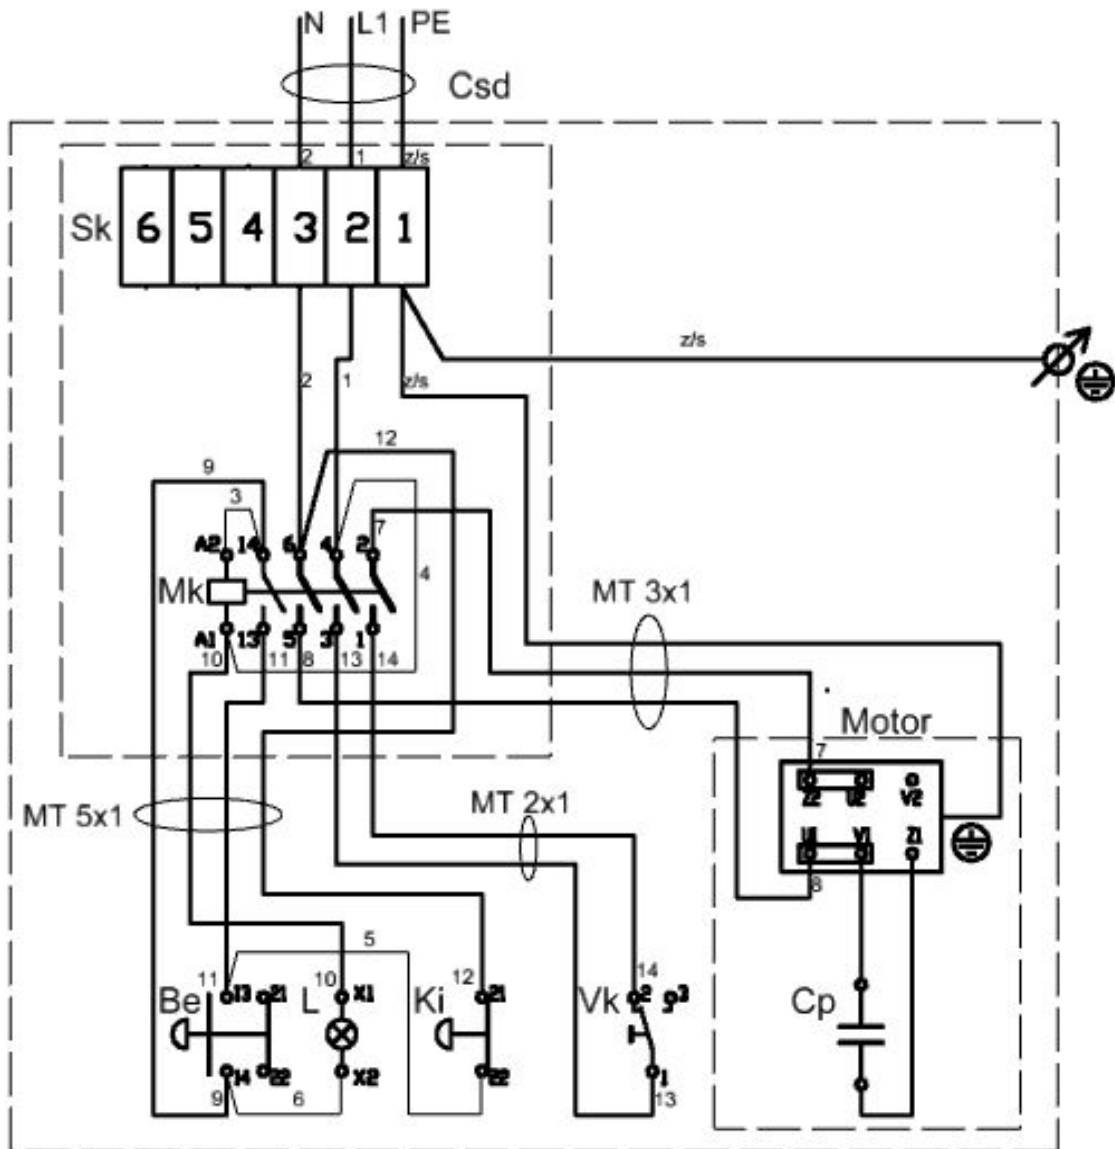 N L1 PE
Csd
2 1 z/s
Sk 6 5 4 3 2 1
z/s
2 1 z/s
12
9
3
7
A2 14 6 4 2
4
Mk
MT 3x1
A1 13 5 3 1
10 11 8 13 14
Motor
7
Z2 U2 V2
MT 5x1
MT 2x1
U1 V1 Z1
8
5
11 10 12 14
Be 13 21 L X1 Ki 21 Vk 2 3
Cp
14 22 X2 22 1
9 6 13